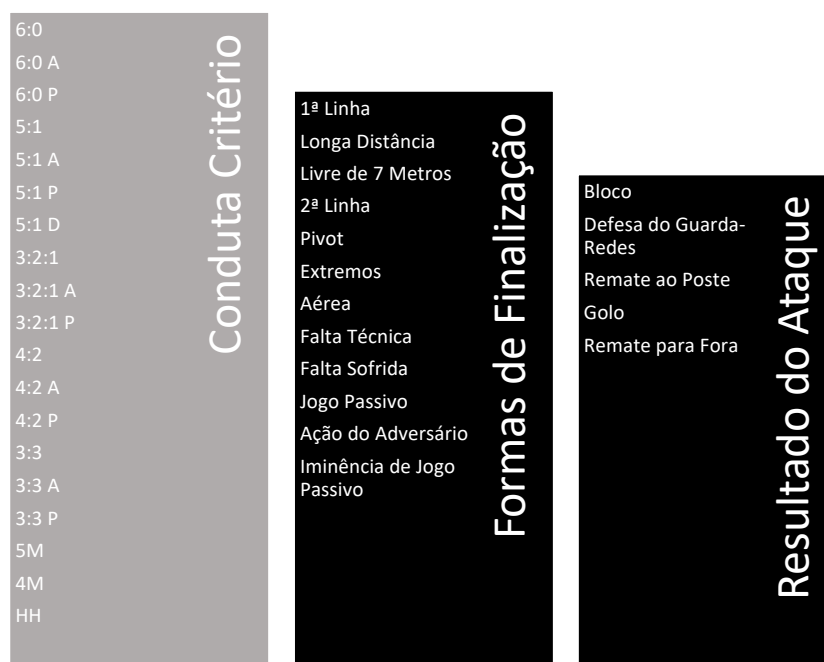 6:0
6:0 A
6:0 P
5:1
5:1 A
5:1 P
5:1 D
3:2:1
3:2:1 A
3:2:1 P
4:2
4:2 A
4:2 P
3:3
3:3 A
3:3 P
5M
4M
HH
Conduta Critério
1ª Linha
Longa Distância
Livre de 7 Metros
2ª Linha
Pivot
Extremos
Aérea
Falta Técnica
Falta Sofrida
Jogo Passivo
Ação do Adversário
Iminência de Jogo
Passivo
Formas de Finalização
Bloco
Defesa do Guarda-
Redes
Remate ao Poste
Golo
Remate para Fora
Resultado do Ataque